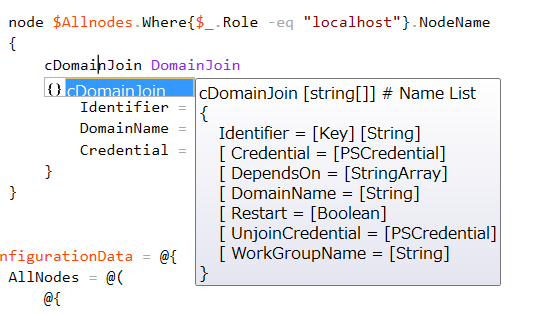 node $Allnodes.Where{$_.Role -eq "localhost"}.NodeName
{
cDomainJoin DomainJoin
{} cDomainJoin
Identifier =
DomainName =
Credential =
}
}
cDomainJoin [string[]] # Name List
{
Identifier = [Key] [String]
[ Credential = [PSCredential]
[ DependsOn = [StringArray]
[ DomainName = [String]
[ Restart = [Boolean]
[ UnjoinCredential = [PSCredential]
[ WorkGroupName = [String]
}
nfigurationData = @{
AllNodes = @(
@{